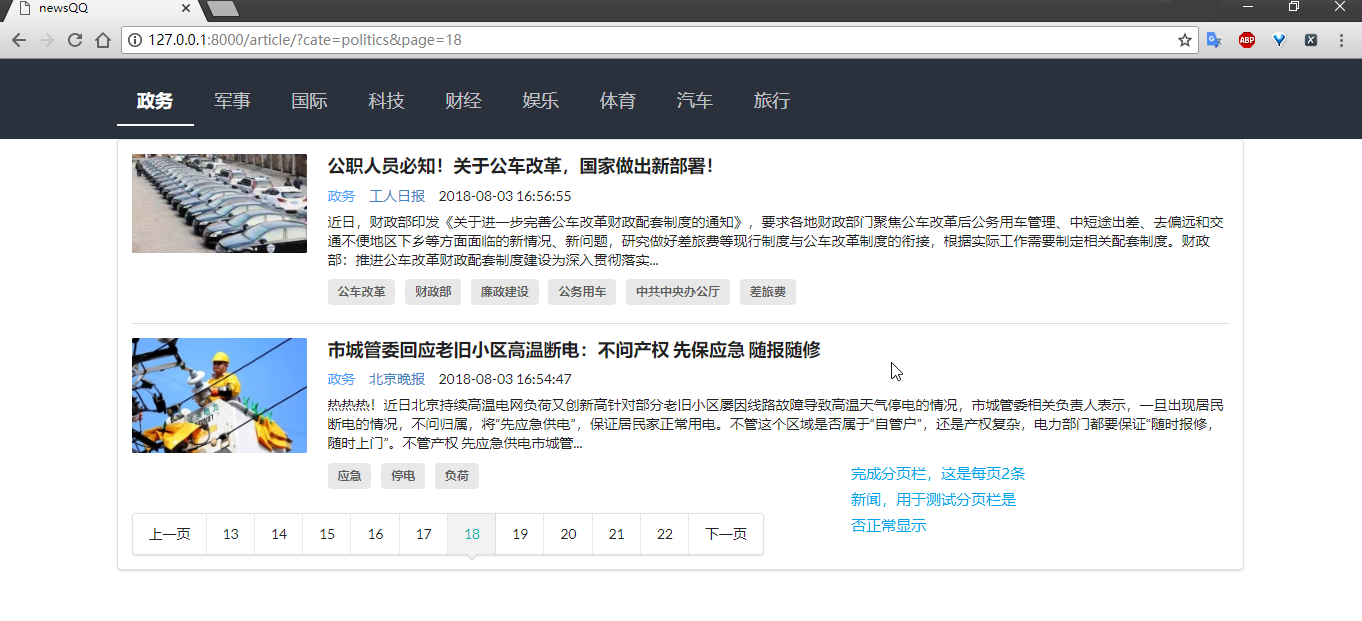 newsQQ
127.0.0.1:8000/article/?cate=politics&page=18
ABP
政务 军事 国际 科技 财经 娱乐 体育 汽车 旅行
公职人员必知！关于公车改革，国家做出新部署！
政务 工人日报 2018-08-03 16:56:55
近日，财政部印发《关于进一步完善公车改革财政配套制度的通知》，要求各地财政部门聚焦公车改革后公务用车管理、中短途出差、去偏远和交
通不便地区下乡等方面面临的新情况、新问题，研究做好差旅费等现行制度与公车改革制度的衔接，根据实际工作需要制定相关配套制度。财政
部：推进公车改革财政配套制度建设为深入贯彻落实...
公车改革 财政部 廉政建设 公务用车 中共中央办公厅 差旅费
市城管委回应老旧小区高温断电：不问产权 先保应急 随报随修
政务 北京晚报 2018-08-03 16:54:47
热热热！近日北京持续高温电网负荷又创新高针对部分老旧小区屡因线路故障导致高温天气停电的情况，市城管委相关负责人表示，一旦出现居民
断电的情况，不问归属，将“先应急供电”，保证居民家正常用电。不管这个区域是否属于“自管户”，还是产权复杂，电力部门都要保证“随时报修，
随时上门”。不管产权 先应急供电市城管...
应急 停电 负荷
完成分页栏，这是每页2条
新闻，用于测试分页栏是
否正常显示
上一页 13 14 15 16 17 18 19 20 21 22 下一页